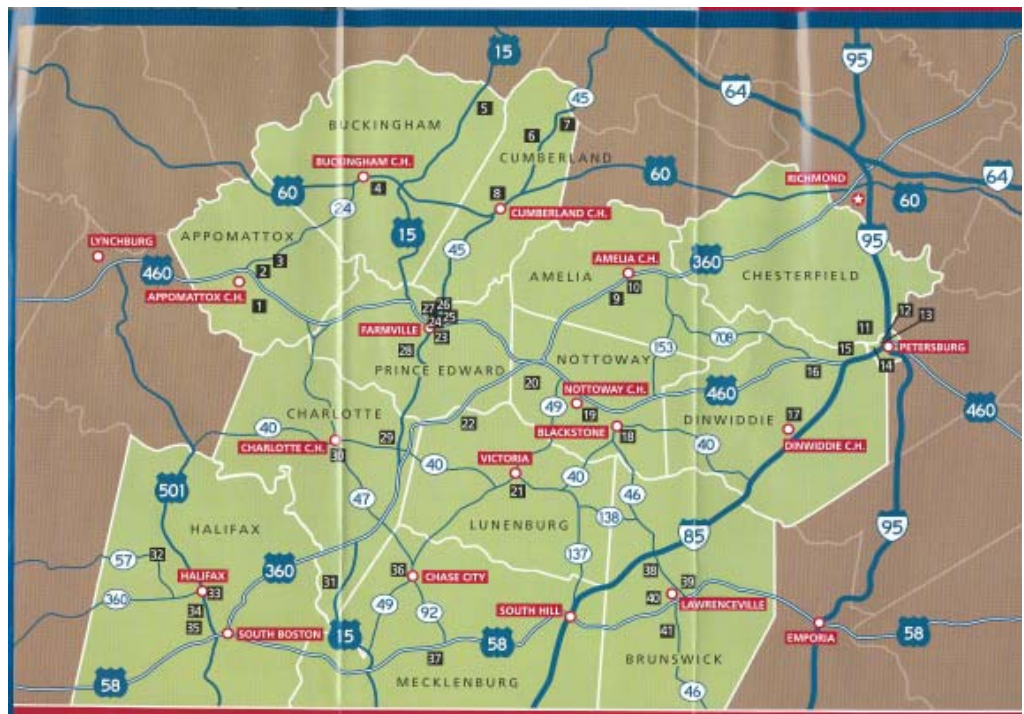 15
95
64
45
5
BUCKINGHAM
7
6
CUMBERLAND
BUCKINGHAM C.H.
60
RICHMOND
64
60
4
60
8
24
CUMBERLAND C.H.
15
95
APPOMATTOX
LYNCHBURG
45
AMELIA C.H.
360
3
460
2
AMELIA
10
CHESTERFIELD
APPOMATTOX C.H.
9
1
27
26
12
13
24
25
FARMVILLE
23
11
708
153
15
PETERSBURG
28
NOTTOWAY
14
PRINCE EDWARD
16
20
NOTTOWAY C.H.
460
49
19
460
CHARLOTTE
22
17
DINWIDDIE
40
29
BLACKSTONE
18
CHARLOTTE C.H.
40
DINWIDDIE C.H.
30
VICTORIA
40
40
501
21
46
47
138
HALIFAX
LUNENBURG
85
95
32
137
57
360
38
36
CHASE CITY
HALIFAX
31
39
33
360
40
LAWRENCEVILLE
34
49
92
SOUTH HILL
35
SOUTH BOSTON
15
41
EMPORIA
58
58
37
BRUNSWICK
58
MECKLENBURG
46